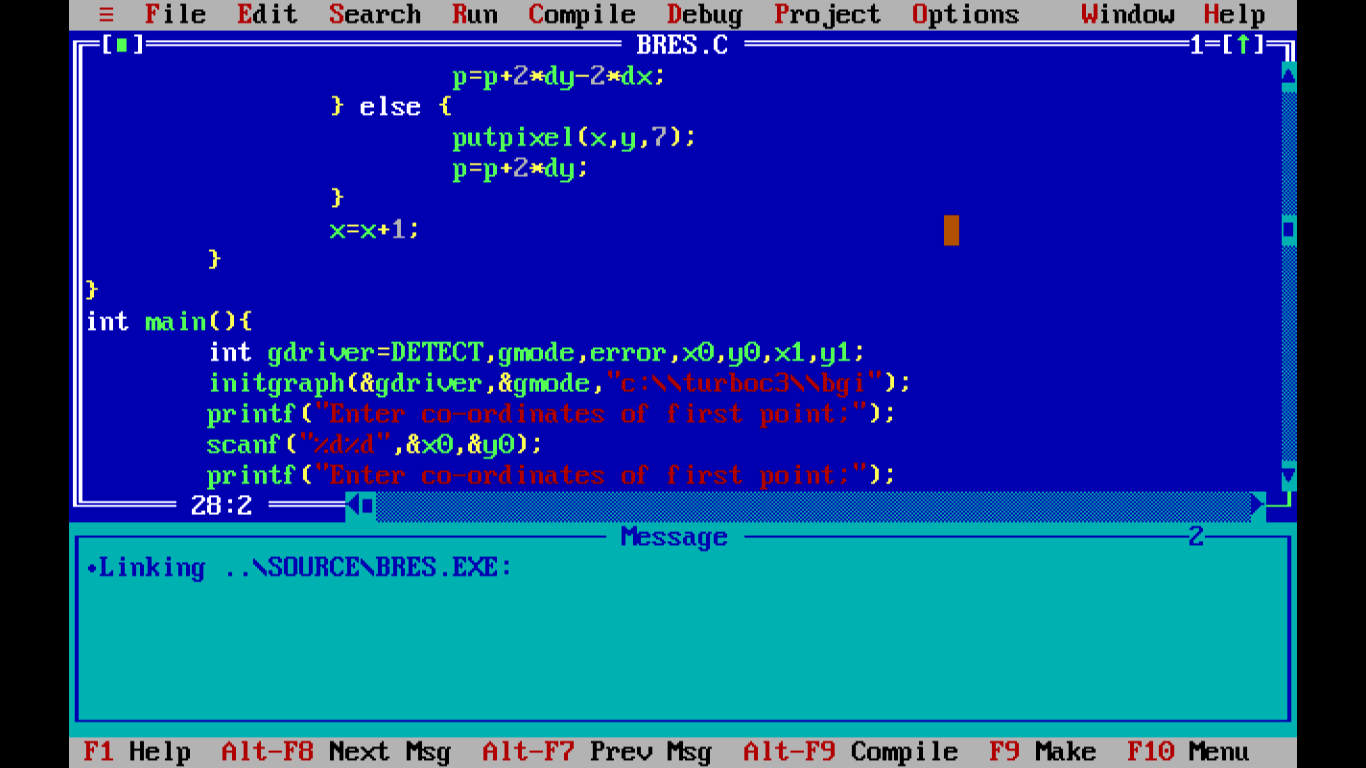 ≡ File Edit Search Run Compile Debug Project Options Window Help
[■] BRES.C 1=[↑]
p=p+2*dy-2*dx;
} else {
putpixel(x,y,7);
p=p+2*dy;
}
x=x+1;
}
}
int main(){
int gdriver=DETECT,gmode,error,x0,y0,x1,y1;
initgraph(&gdriver,&gmode,"c:\\turboc3\\bgi");
printf("Enter co-ordinates of first point:");
scanf("%d%d",&x0,&y0);
printf("Enter co-ordinates of first point:");
28:2
Message 2
•Linking ..\SOURCE\BRES.EXE:
F1 Help Alt-F8 Next Msg Alt-F7 Prev Msg Alt-F9 Compile F9 Make F10 Menu